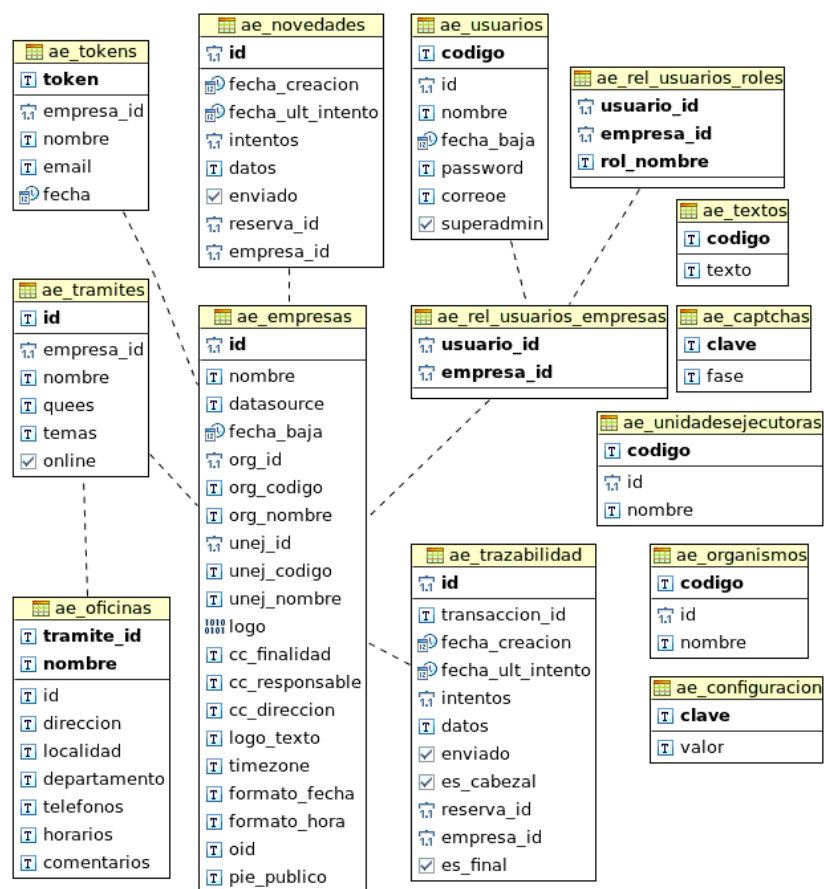 ae_tokens
token
empresa_id
nombre
email
fecha
ae_novedades
id
fecha_creacion
fecha_ult_intento
intentos
datos
enviado
reserva_id
empresa_id
ae_usuarios
codigo
id
nombre
fecha_baja
password
correoe
superadmin
ae_rel_usuarios_roles
usuario_id
empresa_id
rol_nombre
ae_textos
codigo
texto
ae_tramites
id
empresa_id
nombre
quees
temas
online
ae_empresas
id
nombre
datasource
fecha_baja
org_id
org_codigo
org_nombre
unej_id
unej_codigo
unej_nombre
logo
cc_finalidad
cc_responsable
cc_direccion
logo_texto
timezone
formato_fecha
formato_hora
oid
pie_publico
ae_rel_usuarios_empresas
usuario_id
empresa_id
ae_captchas
clave
fase
ae_unidadesejecutoras
codigo
id
nombre
ae_oficinas
tramite_id
nombre
id
direccion
localidad
departamento
telefonos
horarios
comentarios
ae_trazabilidad
id
transaccion_id
fecha_creacion
fecha_ult_intento
intentos
datos
enviado
es_cabezal
reserva_id
empresa_id
es_final
ae_organismos
codigo
id
nombre
ae_configuracion
clave
valor